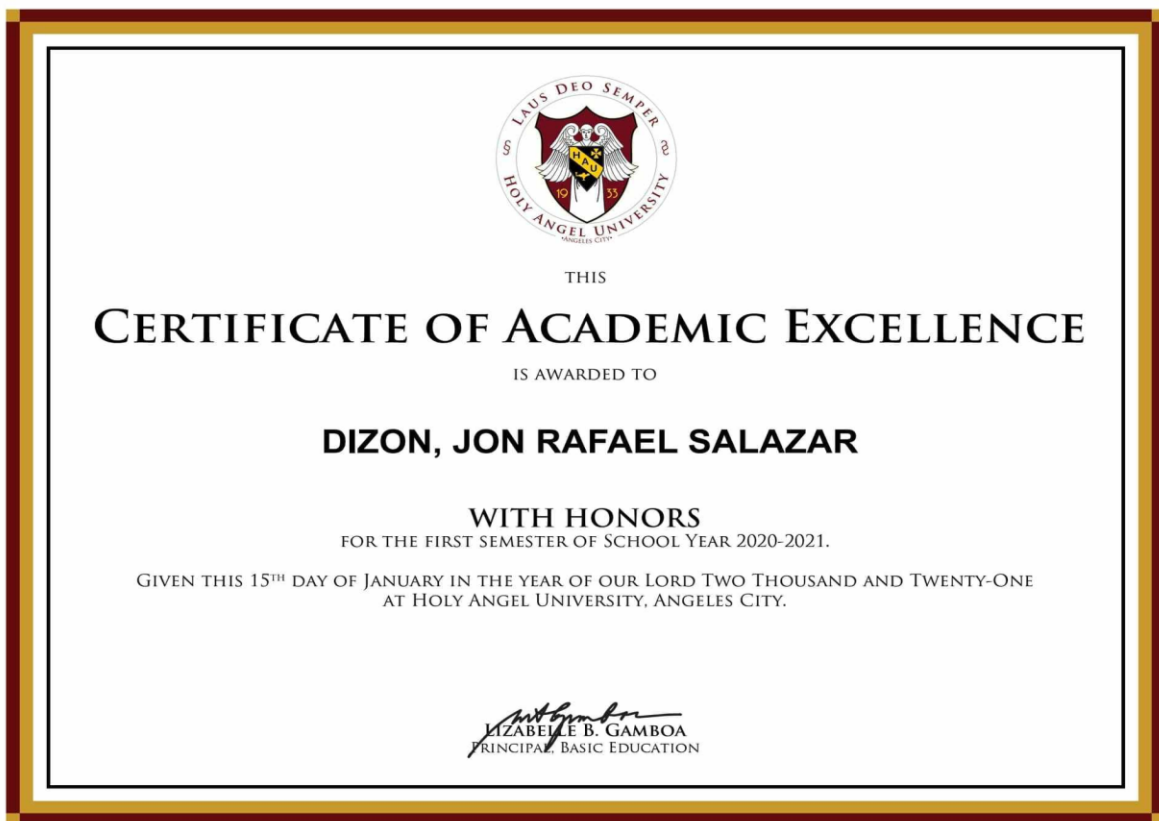 LAUS DEO SEMPER
HAU
19 33
HOLY ANGEL UNIVERSITY
•ANGELES CITY•
THIS
CERTIFICATE OF ACADEMIC EXCELLENCE
IS AWARDED TO
DIZON, JON RAFAEL SALAZAR
WITH HONORS
FOR THE FIRST SEMESTER OF SCHOOL YEAR 2020-2021.
GIVEN THIS 15TH DAY OF JANUARY IN THE YEAR OF OUR LORD TWO THOUSAND AND TWENTY-ONE
AT HOLY ANGEL UNIVERSITY, ANGELES CITY.
LIZABELLE B. GAMBOA
PRINCIPAL, BASIC EDUCATION